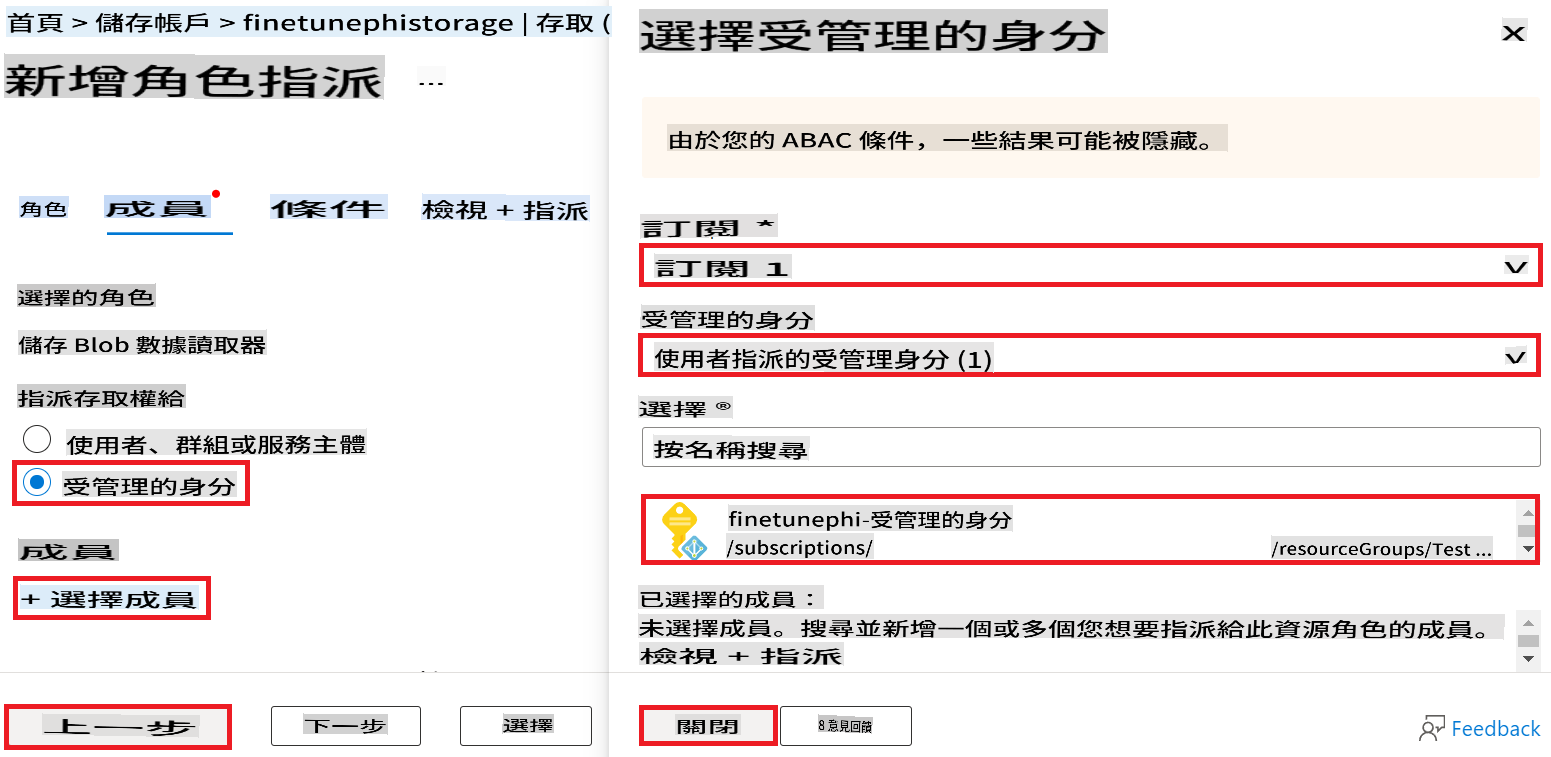 首頁 > 儲存帳戶 > finetunephistorage | 存取 (
新增角色指派
...
角色
成員
條件
檢視 + 指派
選擇的角色
儲存 Blob 數據讀取器
指派存取權給
使用者、群組或服務主體
受管理的身分
成員
+ 選擇成員
上一步
下一步
選擇
選擇受管理的身分
X
由於您的 ABAC 條件，一些結果可能被隱藏。
訂閱 *
訂閱 1
受管理的身分
使用者指派的受管理身分 (1)
選擇 ®
按名稱搜尋
finetunephi-受管理的身分
/subscriptions/ /resourceGroups/Test ...
已選擇的成員：
未選擇成員。搜尋並新增一個或多個您想要指派給此資源角色的成員。
檢視 + 指派
關閉
8 意見回饋
Feedback